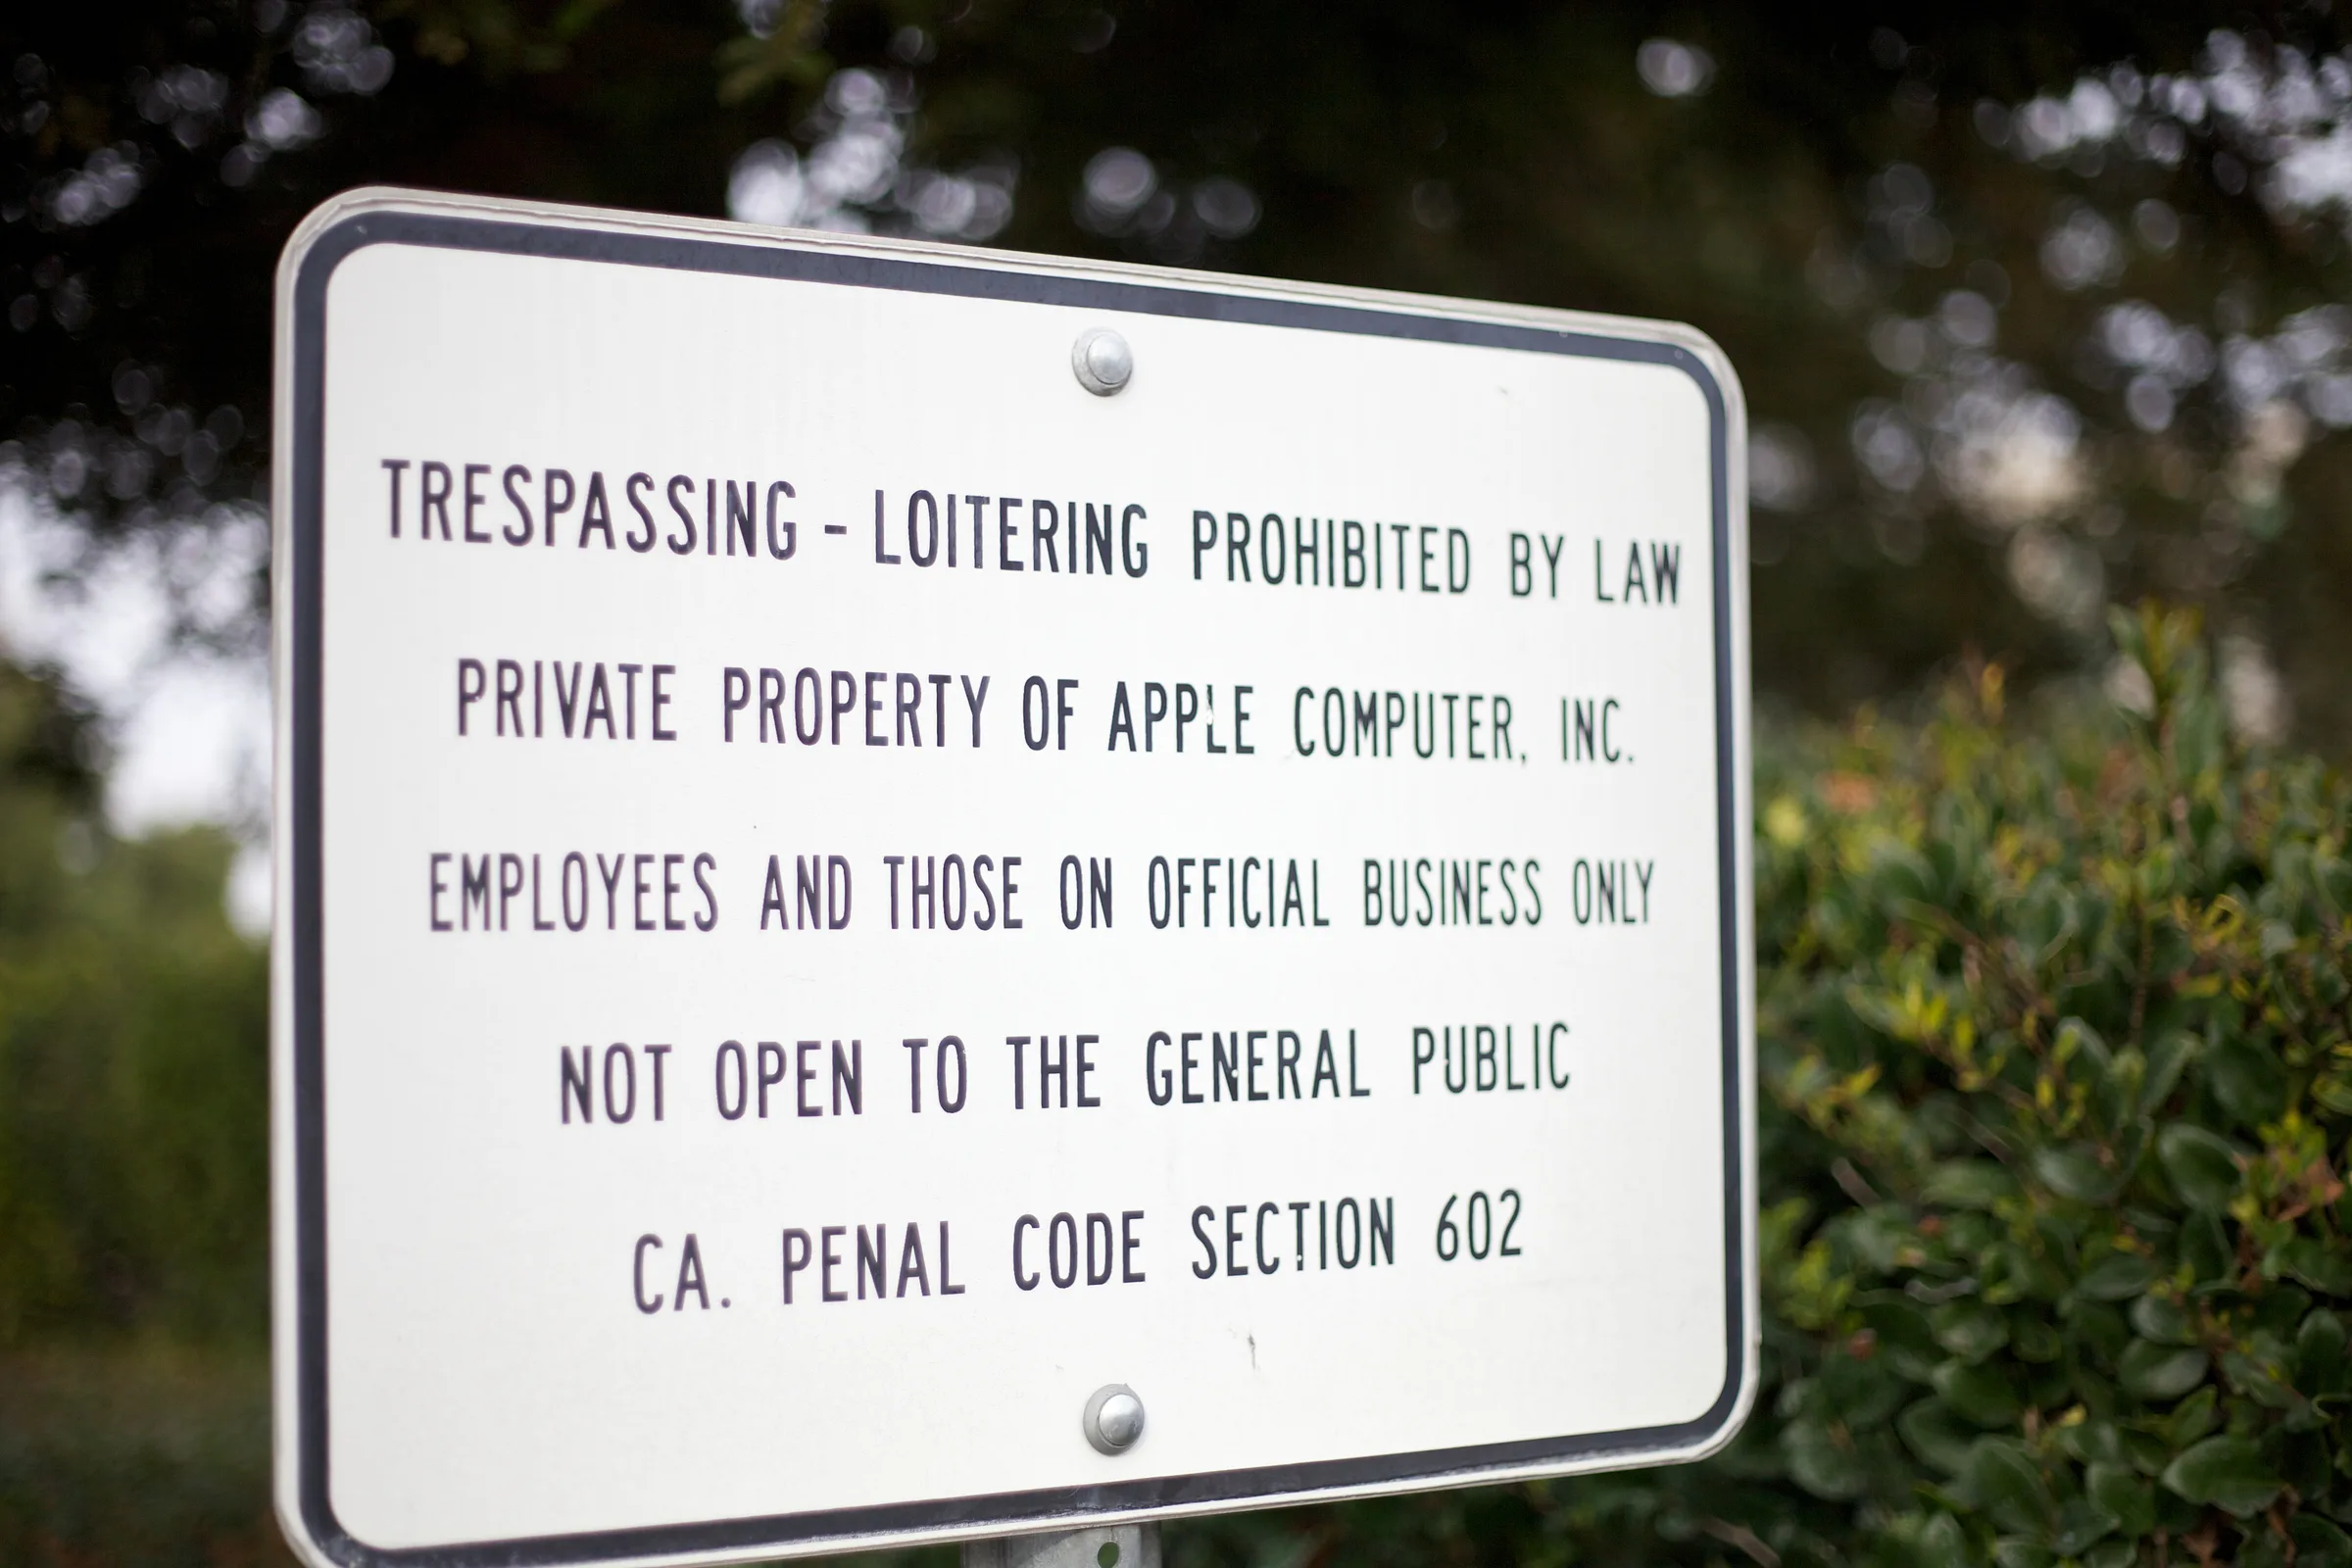 TRESPASSING - LOITERING PROHIBITED BY LAW
PRIVATE PROPERTY OF APPLE COMPUTER, INC.
EMPLOYEES AND THOSE ON OFFICIAL BUSINESS ONLY
NOT OPEN TO THE GENERAL PUBLIC
CA. PENAL CODE SECTION 602